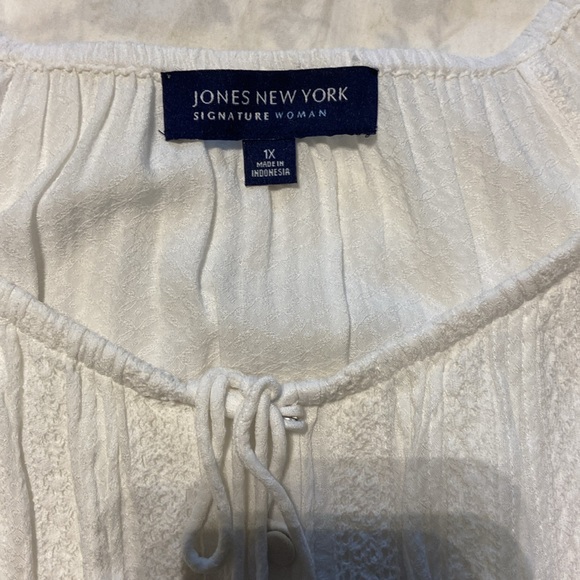 JONES NEW YORK
SIGNATURE WOMAN
1X
MADE IN
INDONESIA